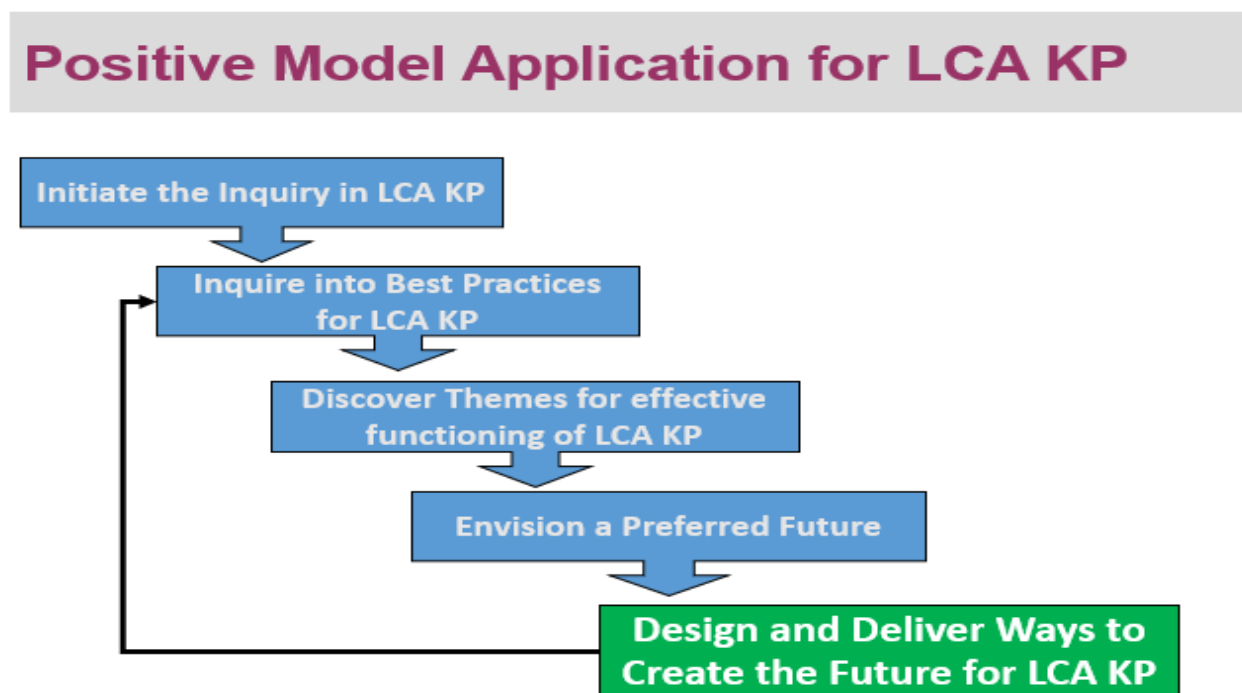 Positive Model Application for LCA KP
Initiate the Inquiry in LCA KP
Inquire into Best Practices
for LCA KP
Discover Themes for effective
functioning of LCA KP
Envision a Preferred Future
Design and Deliver Ways to
Create the Future for LCA KP